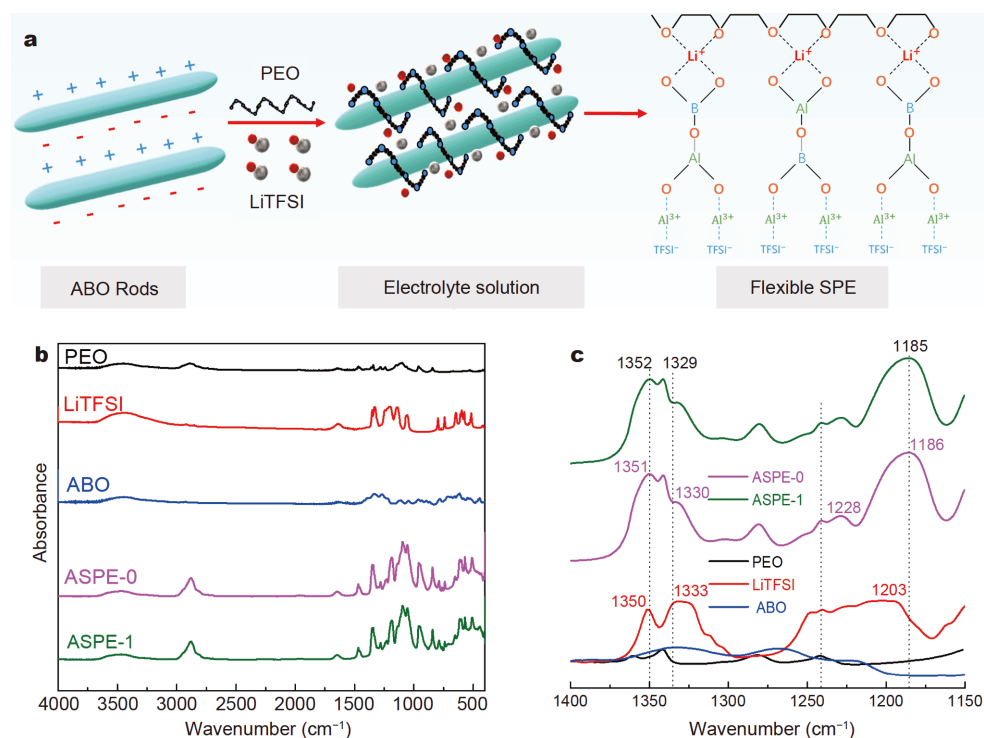 a
+ + + + + +
PEO
- - - - - -
+ + + + + +
LiTFSI
- - - - - -
O O O O O O
Li⁺ Li⁺ Li⁺
O O O O O O
B Al B
O O O
Al B Al
O O O O O O
Al³⁺ Al³⁺ Al³⁺ Al³⁺ Al³⁺ Al³⁺
TFSI⁻ TFSI⁻ TFSI⁻ TFSI⁻ TFSI⁻ TFSI⁻
ABO Rods
Electrolyte solution
Flexible SPE
b
PEO
LiTFSI
ABO
ASPE-0
ASPE-1
Absorbance
4000 3500 3000 2500 2000 1500 1000 500
Wavenumber (cm⁻¹)
c
1352 1329 1185
1186
1351
ASPE-0
1330
ASPE-1
1228
PEO
LiTFSI
1350 1333 1203
ABO
1400 1350 1300 1250 1200 1150
Wavenumber (cm⁻¹)